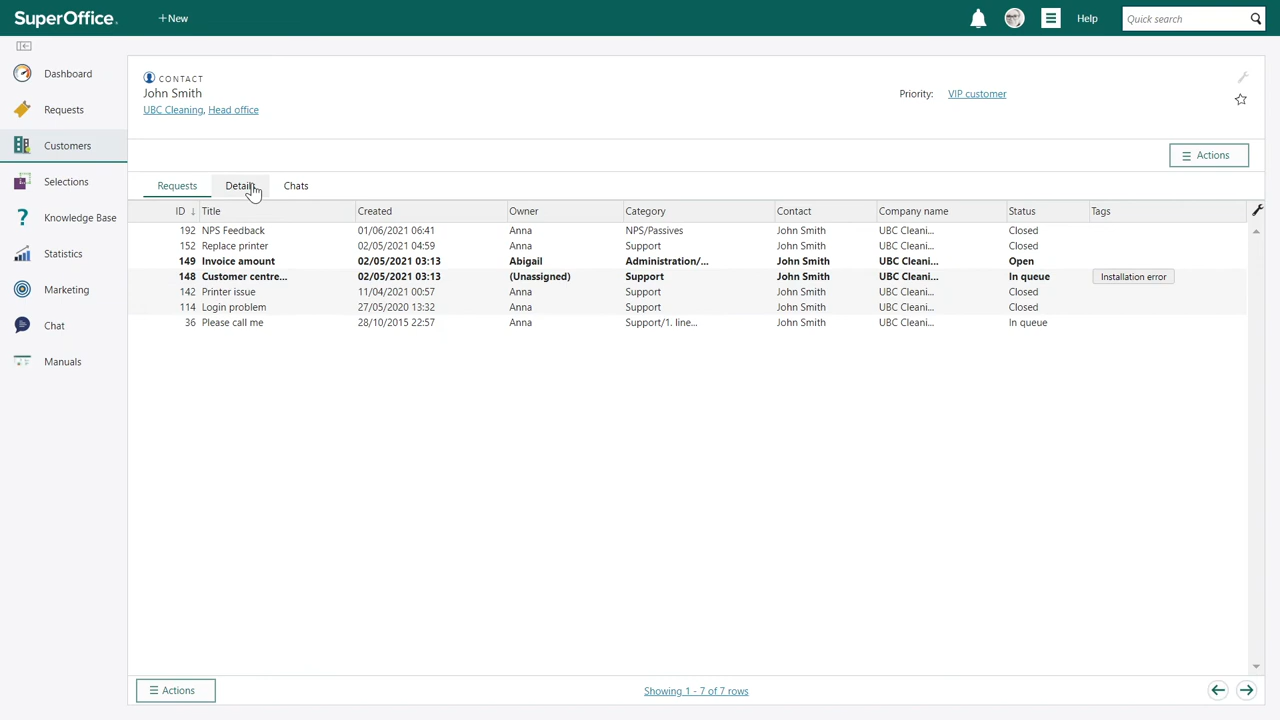 SuperOffice.
+New
Help
Quick search
Dashboard
Requests
Customers
Selections
Knowledge Base
Statistics
Marketing
Chat
Manuals
CONTACT
John Smith
UBC Cleaning, Head office
Priority: VIP customer
Actions
Requests Details Chats
ID ↓ Title Created Owner Category Contact Company name Status Tags
192 NPS Feedback 01/06/2021 06:41 Anna NPS/Passives John Smith UBC Cleani... Closed
152 Replace printer 02/05/2021 04:59 Anna Support John Smith UBC Cleani... Closed
149 Invoice amount 02/05/2021 03:13 Abigail Administration/... John Smith UBC Cleani... Open
148 Customer centre... 02/05/2021 03:13 (Unassigned) Support John Smith UBC Cleani... In queue Installation error
142 Printer issue 11/04/2021 00:57 Anna Support John Smith UBC Cleani... Closed
114 Login problem 27/05/2020 13:32 Anna Support John Smith UBC Cleani... Closed
36 Please call me 28/10/2015 22:57 Anna Support/1. line... John Smith UBC Cleani... In queue
Actions
Showing 1 - 7 of 7 rows